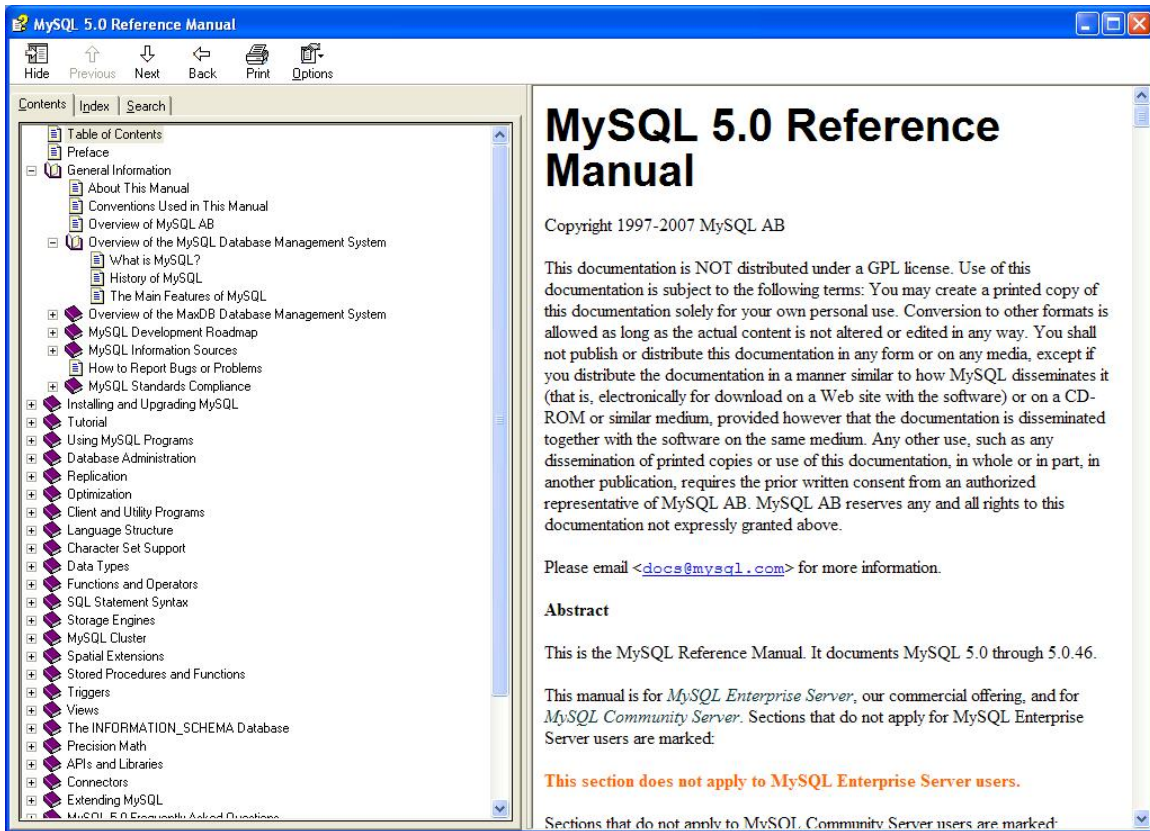 MySQL 5.0 Reference Manual
Hide Previous Next Back Print Options
Contents Index Search
Table of Contents
Preface
General Information
About This Manual
Conventions Used in This Manual
Overview of MySQL AB
Overview of the MySQL Database Management System
What is MySQL?
History of MySQL
The Main Features of MySQL
Overview of the MaxDB Database Management System
MySQL Development Roadmap
MySQL Information Sources
How to Report Bugs or Problems
MySQL Standards Compliance
Installing and Upgrading MySQL
Tutorial
Using MySQL Programs
Database Administration
Replication
Optimization
Client and Utility Programs
Language Structure
Character Set Support
Data Types
Functions and Operators
SQL Statement Syntax
Storage Engines
MySQL Cluster
Spatial Extensions
Stored Procedures and Functions
Triggers
Views
The INFORMATION_SCHEMA Database
Precision Math
APIs and Libraries
Connectors
Extending MySQL
MySQL 5.0 Frequently Asked Questions
MySQL 5.0 Reference
Manual
Copyright 1997-2007 MySQL AB
This documentation is NOT distributed under a GPL license. Use of this
documentation is subject to the following terms: You may create a printed copy of
this documentation solely for your own personal use. Conversion to other formats is
allowed as long as the actual content is not altered or edited in any way. You shall
not publish or distribute this documentation in any form or on any media, except if
you distribute the documentation in a manner similar to how MySQL disseminates it
(that is, electronically for download on a Web site with the software) or on a CD-
ROM or similar medium, provided however that the documentation is disseminated
together with the software on the same medium. Any other use, such as any
dissemination of printed copies or use of this documentation, in whole or in part, in
another publication, requires the prior written consent from an authorized
representative of MySQL AB. MySQL AB reserves any and all rights to this
documentation not expressly granted above.
Please email <docs@mysql.com> for more information.
Abstract
This is the MySQL Reference Manual. It documents MySQL 5.0 through 5.0.46.
This manual is for MySQL Enterprise Server, our commercial offering, and for
MySQL Community Server. Sections that do not apply for MySQL Enterprise
Server users are marked:
This section does not apply to MySQL Enterprise Server users.
Sections that do not apply to MySQL Community Server users are marked: